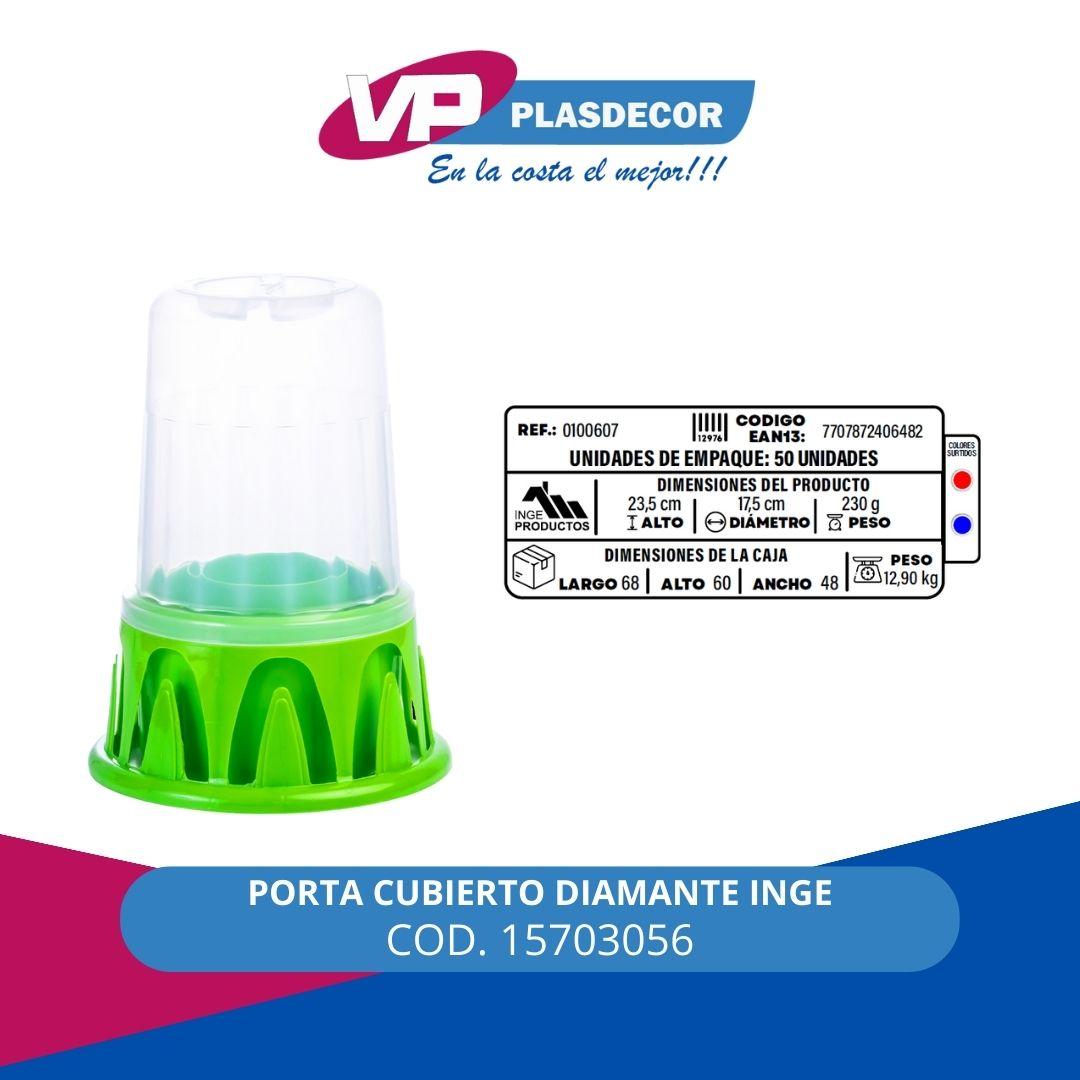 VP PLASDECOR
En la costa el mejor!!!
REF.: 0100607
12976
CODIGO
EAN13: 7707872406482
UNIDADES DE EMPAQUE: 50 UNIDADES
COLORES
SURTIDOS
INGE
PRODUCTOS
DIMENSIONES DEL PRODUCTO
23,5 cm 17,5 cm 230 g
ALTO DIÁMETRO PESO
DIMENSIONES DE LA CAJA
LARGO 68 ALTO 60 ANCHO 48
PESO
12,90 kg
PORTA CUBIERTO DIAMANTE INGE
COD. 15703056